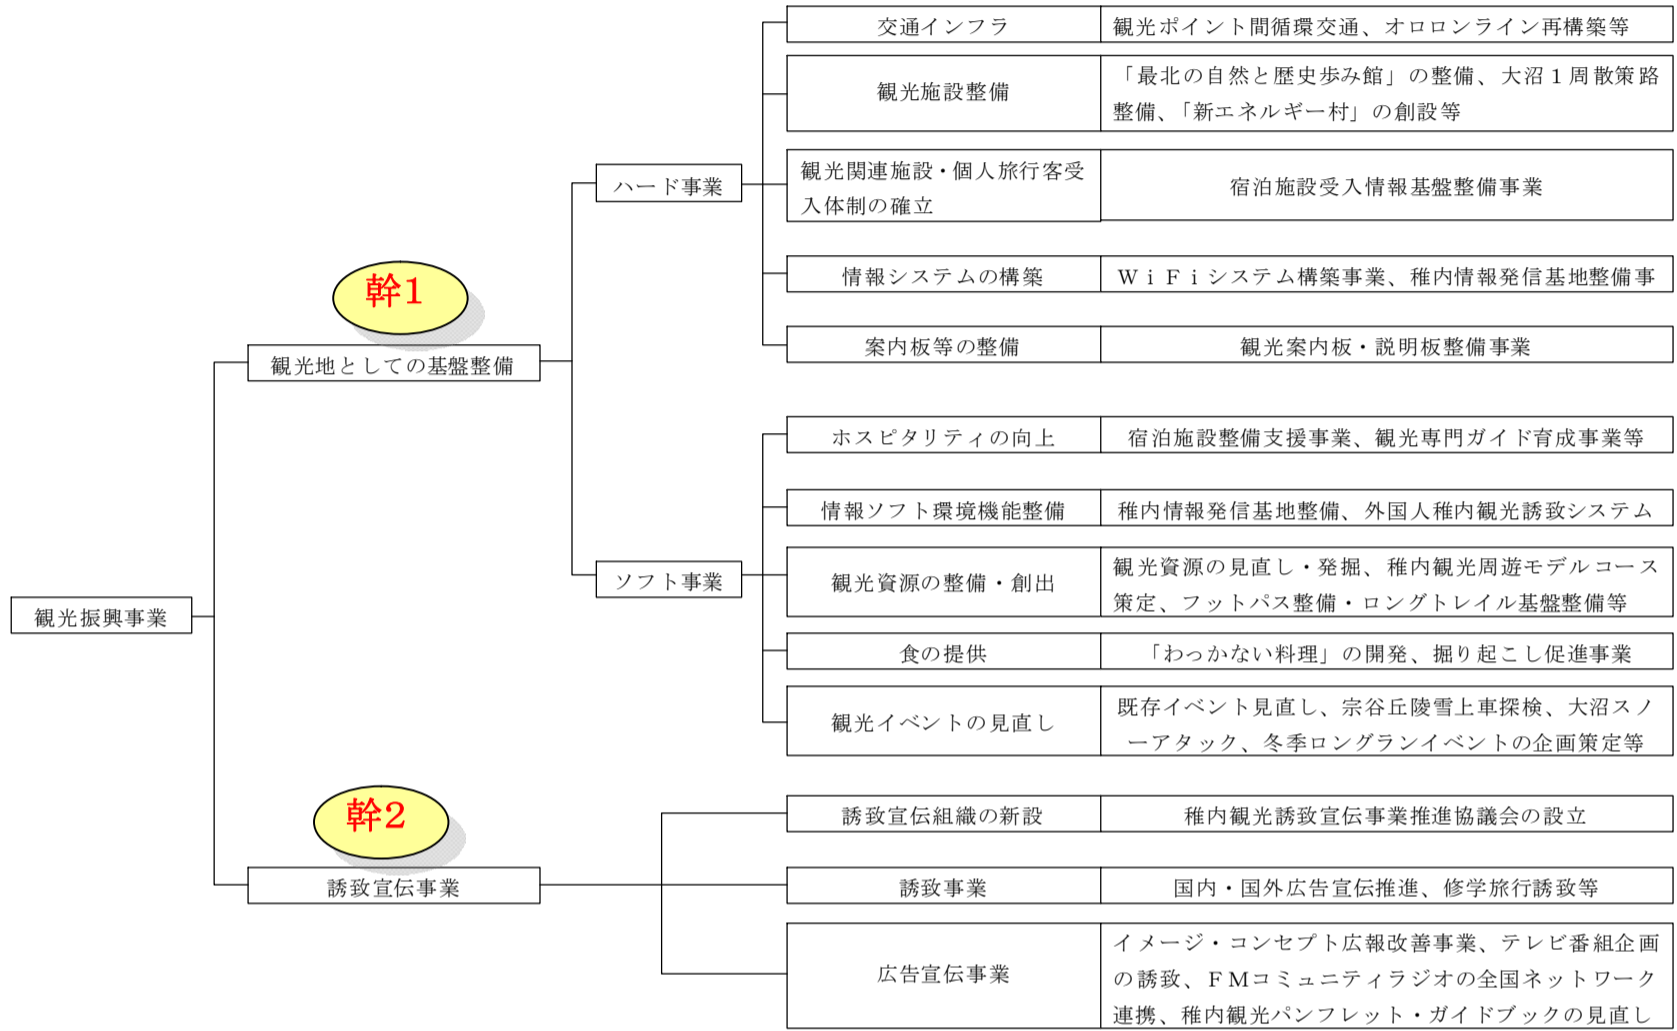 交通インフラ
観光ポイント間循環交通、オロロンライン再構築等
観光施設整備
「最北の自然と歴史歩み館」の整備、大沼１周散策路
整備、「新エネルギー村」の創設等
ハード事業
観光関連施設・個人旅行客受
入体制の確立
宿泊施設受入情報基盤整備事業
情報システムの構築
ＷｉＦｉシステム構築事業、稚内情報発信基地整備事
案内板等の整備
観光案内板・説明板整備事業
幹1
観光地としての基盤整備
ホスピタリティの向上
宿泊施設整備支援事業、観光専門ガイド育成事業等
情報ソフト環境機能整備
稚内情報発信基地整備、外国人稚内観光誘致システム
ソフト事業
観光資源の整備・創出
観光資源の見直し・発掘、稚内観光周遊モデルコース
策定、フットパス整備・ロングトレイル基盤整備等
観光振興事業
食の提供
「わっかない料理」の開発、掘り起こし促進事業
観光イベントの見直し
既存イベント見直し、宗谷丘陵雪上車探検、大沼スノ
ーアタック、冬季ロングランイベントの企画策定等
幹2
誘致宣伝事業
誘致宣伝組織の新設
稚内観光誘致宣伝事業推進協議会の設立
誘致事業
国内・国外広告宣伝推進、修学旅行誘致等
広告宣伝事業
イメージ・コンセプト広報改善事業、テレビ番組企画
の誘致、ＦＭコミュニティラジオの全国ネットワーク
連携、稚内観光パンフレット・ガイドブックの見直し